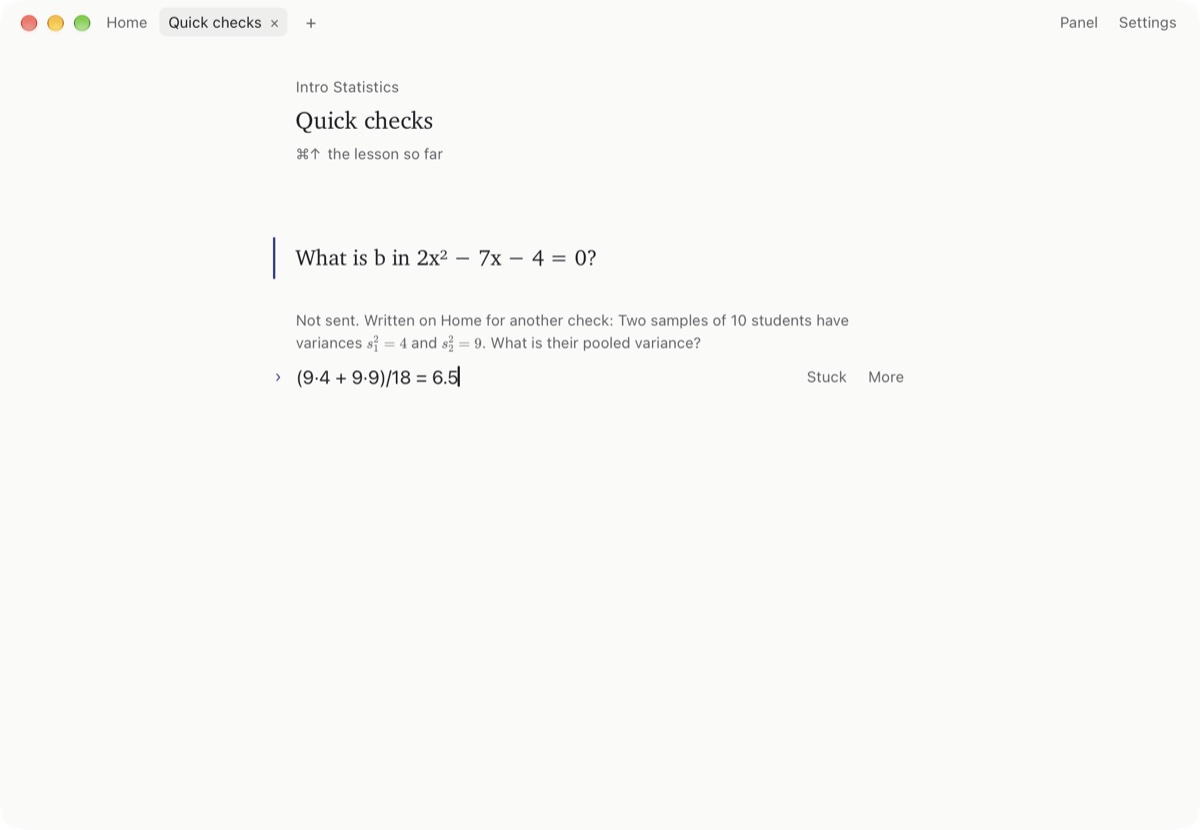 Home Quick checks × + Panel Settings
Intro Statistics
Quick checks
⌘↑ the lesson so far
What is b in 2x² − 7x − 4 = 0?
Not sent. Written on Home for another check: Two samples of 10 students have
variances s₁² = 4 and s₂² = 9. What is their pooled variance?
› (9·4 + 9·9)/18 = 6.5 Stuck More